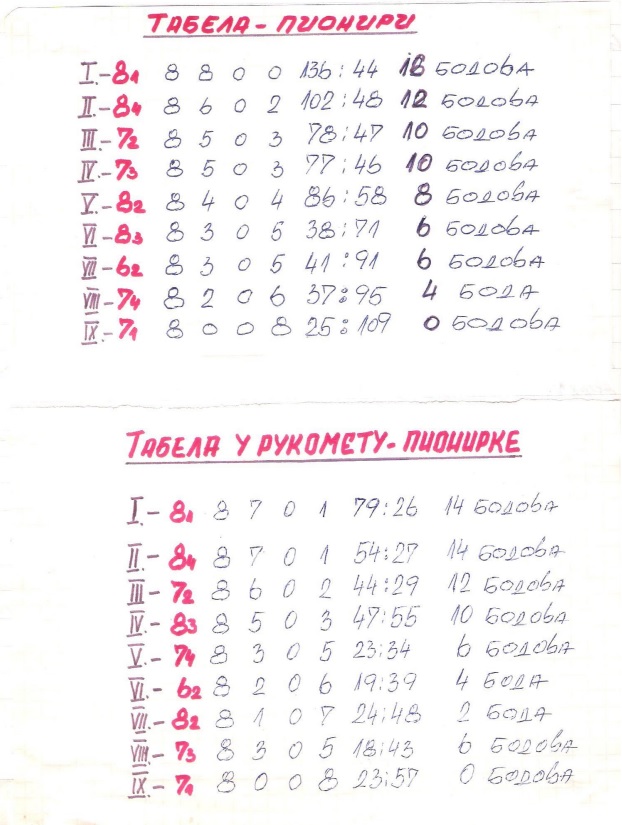 ТАБЕЛА - ПИОНИРИ
I.- 81 8 8 0 0 136:44 16 БОДОВА
II.- 84 8 6 0 2 102:48 12 БОДОВА
III.- 72 8 5 0 3 78:47 10 БОДОВА
IV.- 73 8 5 0 3 77:46 10 БОДОВА
V.- 82 8 4 0 4 86:58 8 БОДОВА
VI - 83 8 3 0 5 38:71 6 БОДОВА
VII - 62 8 3 0 5 41:91 6 БОДОВА
VIII - 74 8 2 0 6 37:95 4 БОДА
IX.- 71 8 0 0 8 25:109 0 БОДОВА
ТАБЕЛА У РУКОМЕТУ - ПИОНИРКЕ
I.- 81 8 7 0 1 79:26 14 БОДОВА
II.- 84 8 7 0 1 54:27 14 БОДОВА
III - 72 8 6 0 2 44:29 12 БОДОВА
IV.- 83 8 5 0 3 47:55 10 БОДОВА
V.- 74 8 3 0 5 23:34 6 БОДОВА
VI.- 62 8 2 0 6 19:39 4 БОДА
VII.- 82 8 1 0 7 24:48 2 БОДА
VIII.- 73 8 3 0 5 18:43 6 БОДОВА
IX.- 71 8 0 0 8 23:57 0 БОДОВА